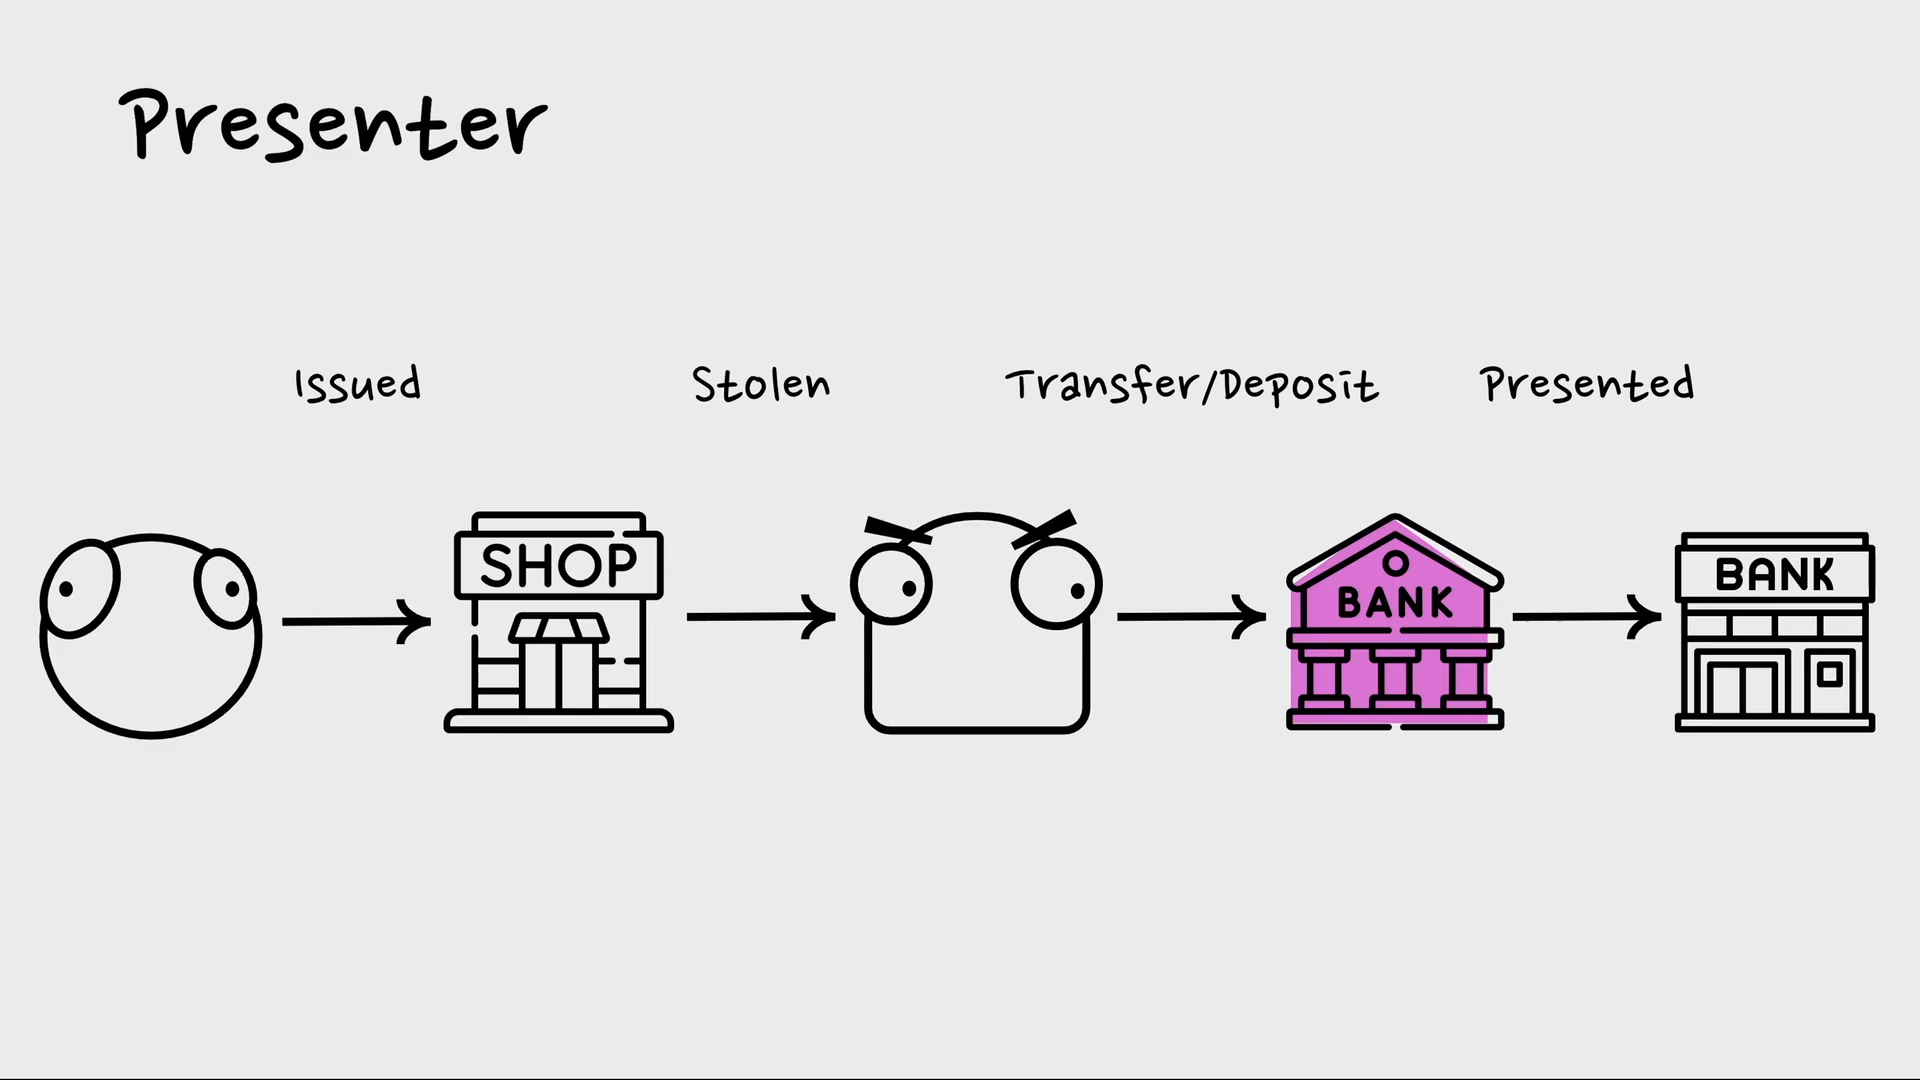 Presenter
Issued
Stolen
Transfer/Deposit
Presented
SHOP
BANK
BANK